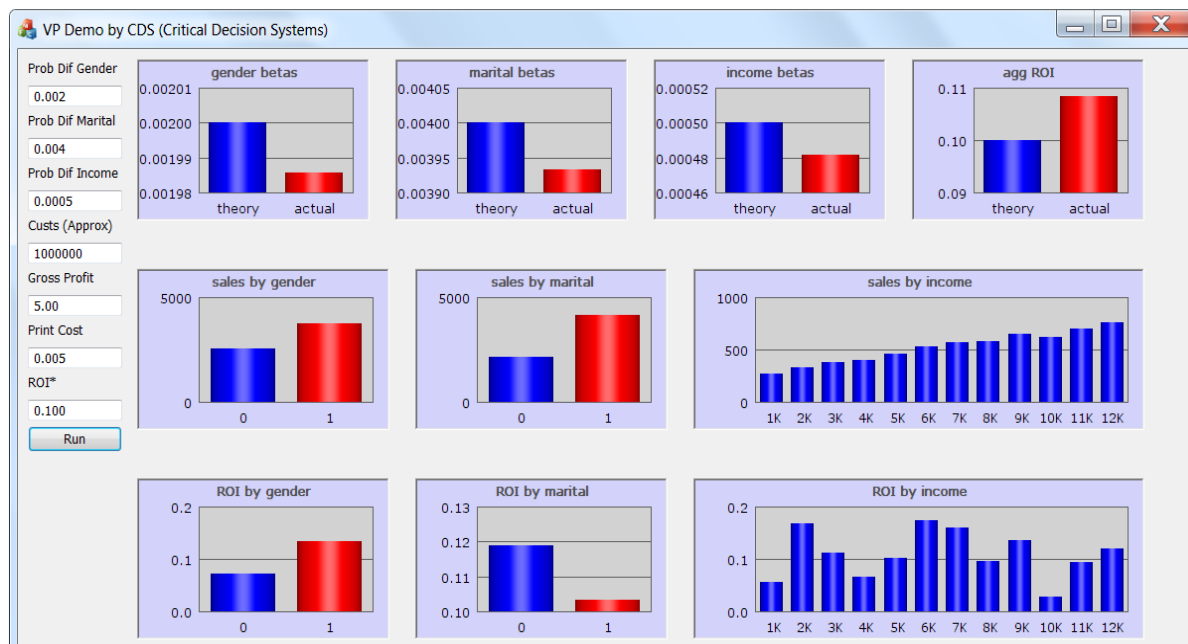 VP Demo by CDS (Critical Decision Systems)
Prob Dif Gender
0.002
Prob Dif Marital
0.004
Prob Dif Income
0.0005
Custs (Approx)
1000000
Gross Profit
5.00
Print Cost
0.005
ROI*
0.100
Run
gender betas
0.00201
0.00200
0.00199
0.00198
theory actual
marital betas
0.00405
0.00400
0.00395
0.00390
theory actual
income betas
0.00052
0.00050
0.00048
0.00046
theory actual
agg ROI
0.11
0.10
0.09
theory actual
sales by gender
5000
0
0 1
sales by marital
5000
0
0 1
sales by income
1000
500
0
1K 2K 3K 4K 5K 6K 7K 8K 9K 10K 11K 12K
ROI by gender
0.2
0.1
0.0
0 1
ROI by marital
0.13
0.12
0.11
0.10
0 1
ROI by income
0.2
0.1
0.0
1K 2K 3K 4K 5K 6K 7K 8K 9K 10K 11K 12K